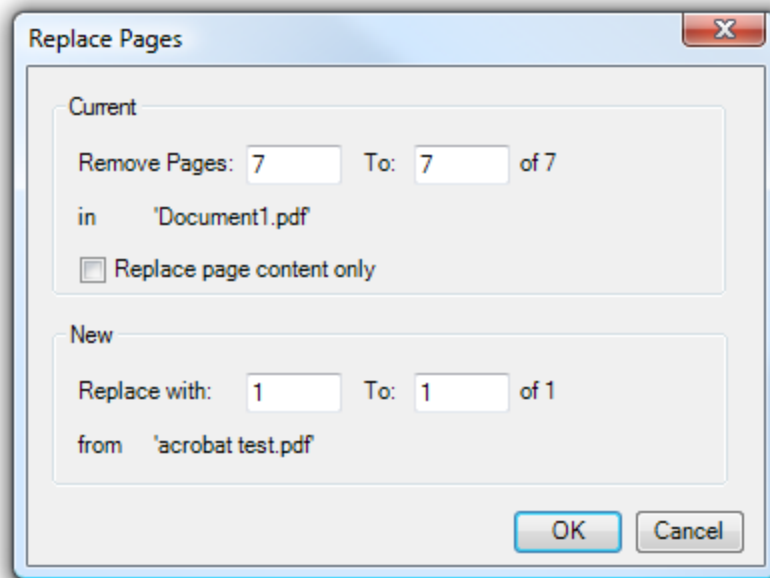 Replace Pages
Current
Remove Pages: 7 To: 7 of 7
in 'Document1.pdf'
Replace page content only
New
Replace with: 1 To: 1 of 1
from 'acrobat test.pdf'
OK Cancel